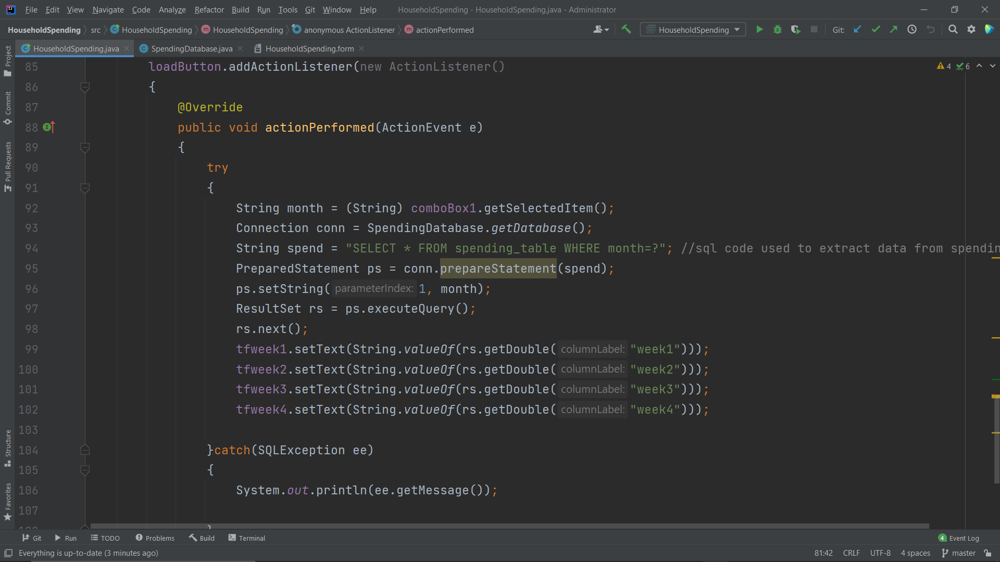 File Edit View Navigate Code Analyze Refactor Build Run Tools Git Window Help HouseholdSpending - HouseholdSpending.java - Administrator
HouseholdSpending src HouseholdSpending HouseholdSpending anonymous ActionListener actionPerformed HouseholdSpending Git:
HouseholdSpending.java SpendingDatabase.java HouseholdSpending.form
Project
Commit
Pull Requests
Structure
Favorites
4 6
85 loadButton.addActionListener(new ActionListener()
86 {
87 @Override
88 public void actionPerformed(ActionEvent e)
89 {
90 try
91 {
92 String month = (String) comboBox1.getSelectedItem();
93 Connection conn = SpendingDatabase.getDatabase();
94 String spend = "SELECT * FROM spending_table WHERE month=?"; //sql code used to extract data from spendin
95 PreparedStatement ps = conn.prepareStatement(spend);
96 ps.setString( parameterIndex: 1, month);
97 ResultSet rs = ps.executeQuery();
98 rs.next();
99 tfweek1.setText(String.valueOf(rs.getDouble( columnLabel: "week1")));
100 tfweek2.setText(String.valueOf(rs.getDouble( columnLabel: "week2")));
101 tfweek3.setText(String.valueOf(rs.getDouble( columnLabel: "week3")));
102 tfweek4.setText(String.valueOf(rs.getDouble( columnLabel: "week4")));
103
104 }catch(SQLException ee)
105 {
106 System.out.println(ee.getMessage());
107
Git Run TODO Problems Build Terminal 4 Event Log
Everything is up-to-date (3 minutes ago) 81:42 CRLF UTF-8 4 spaces master